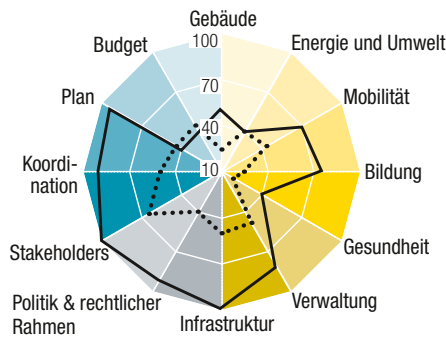 Gebäude
100
70
40
10
Energie und Umwelt
Mobilität
Bildung
Gesundheit
Verwaltung
Infrastruktur
Politik & rechtlicher
Rahmen
Stakeholders
Koordi-
nation
Plan
Budget